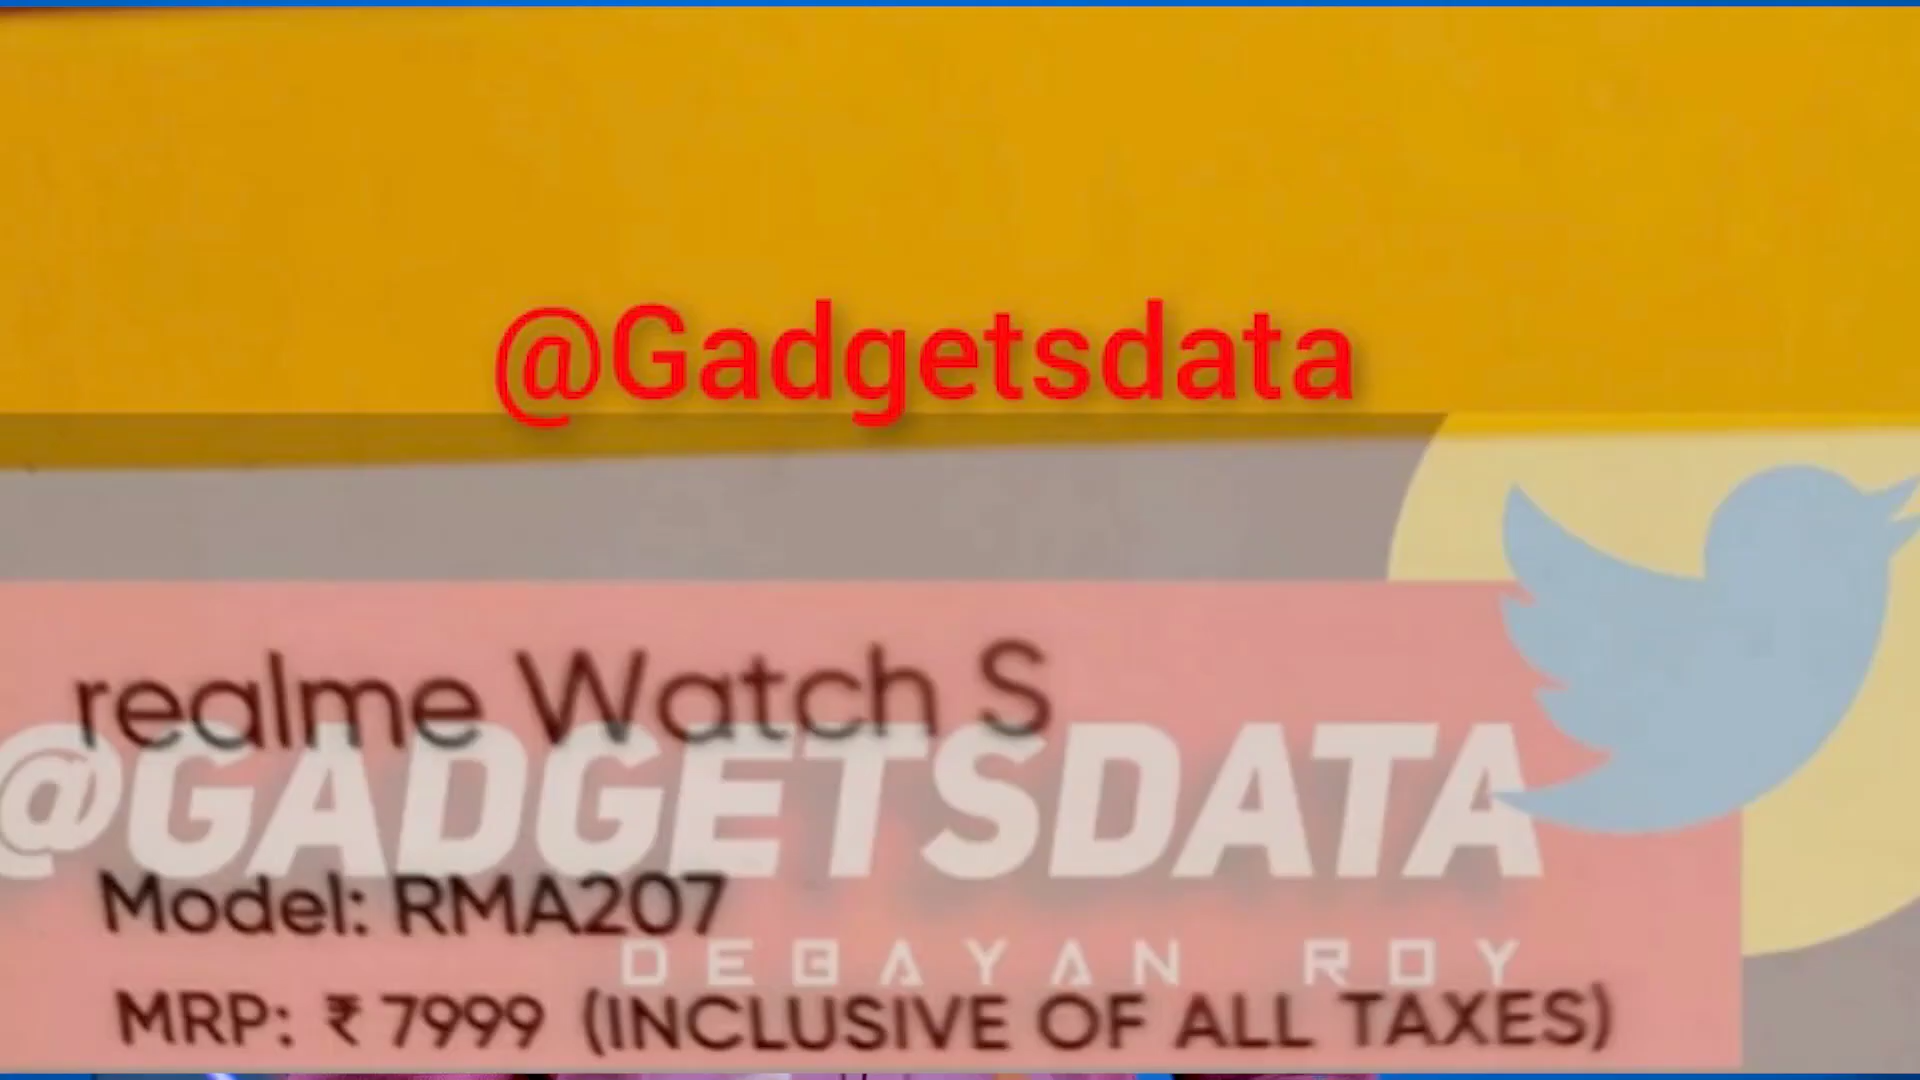 @Gadgetsdata
realme Watch S
@GADGETSDATA
Model: RMA207
DEBAYAN ROY
MRP: ₹ 7999 (INCLUSIVE OF ALL TAXES)